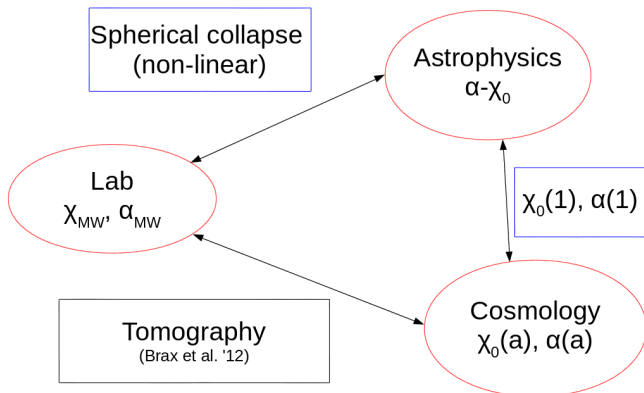 Spherical collapse
(non-linear)
Astrophysics
α-χ₀
Lab
χ_MW, α_MW
χ₀(1), α(1)
Tomography
(Brax et al. '12)
Cosmology
χ₀(a), α(a)